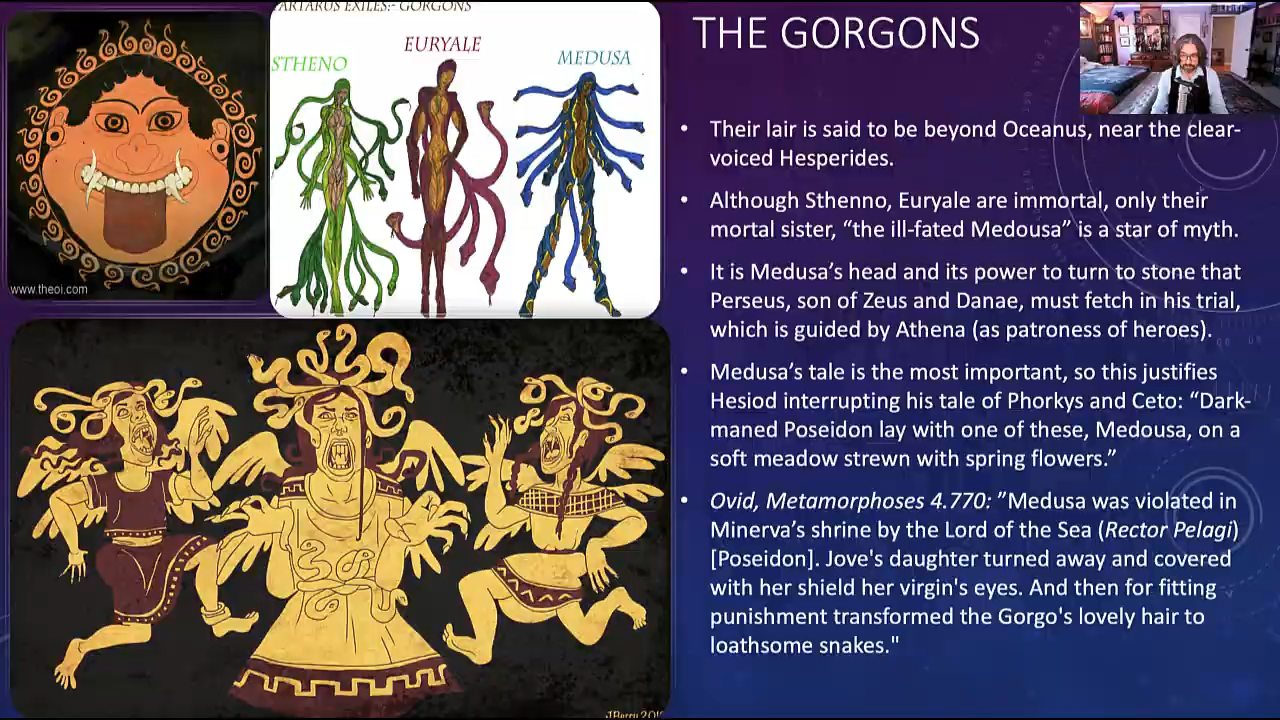 TARTARUS EXILES:- GORGONS
STHENO
EURYALE
MEDUSA
www.theoi.com
THE GORGONS
• Their lair is said to be beyond Oceanus, near the clear-
voiced Hesperides.
• Although Sthenno, Euryale are immortal, only their
mortal sister, “the ill-fated Medousa” is a star of myth.
• It is Medusa’s head and its power to turn to stone that
Perseus, son of Zeus and Danae, must fetch in his trial,
which is guided by Athena (as patroness of heroes).
• Medusa’s tale is the most important, so this justifies
Hesiod interrupting his tale of Phorkys and Ceto: “Dark-
maned Poseidon lay with one of these, Medousa, on a
soft meadow strewn with spring flowers.”
• Ovid, Metamorphoses 4.770: ”Medusa was violated in
Minerva’s shrine by the Lord of the Sea (Rector Pelagi)
[Poseidon]. Jove's daughter turned away and covered
with her shield her virgin's eyes. And then for fitting
punishment transformed the Gorgo's lovely hair to
loathsome snakes."